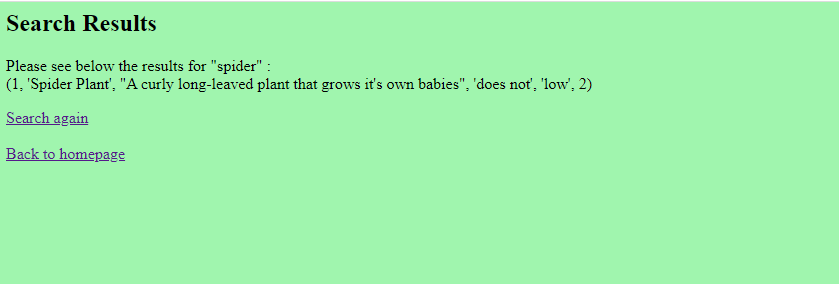 Search Results
Please see below the results for "spider" :
(1, 'Spider Plant', "A curly long-leaved plant that grows it's own babies", 'does not', 'low', 2)
Search again
Back to homepage